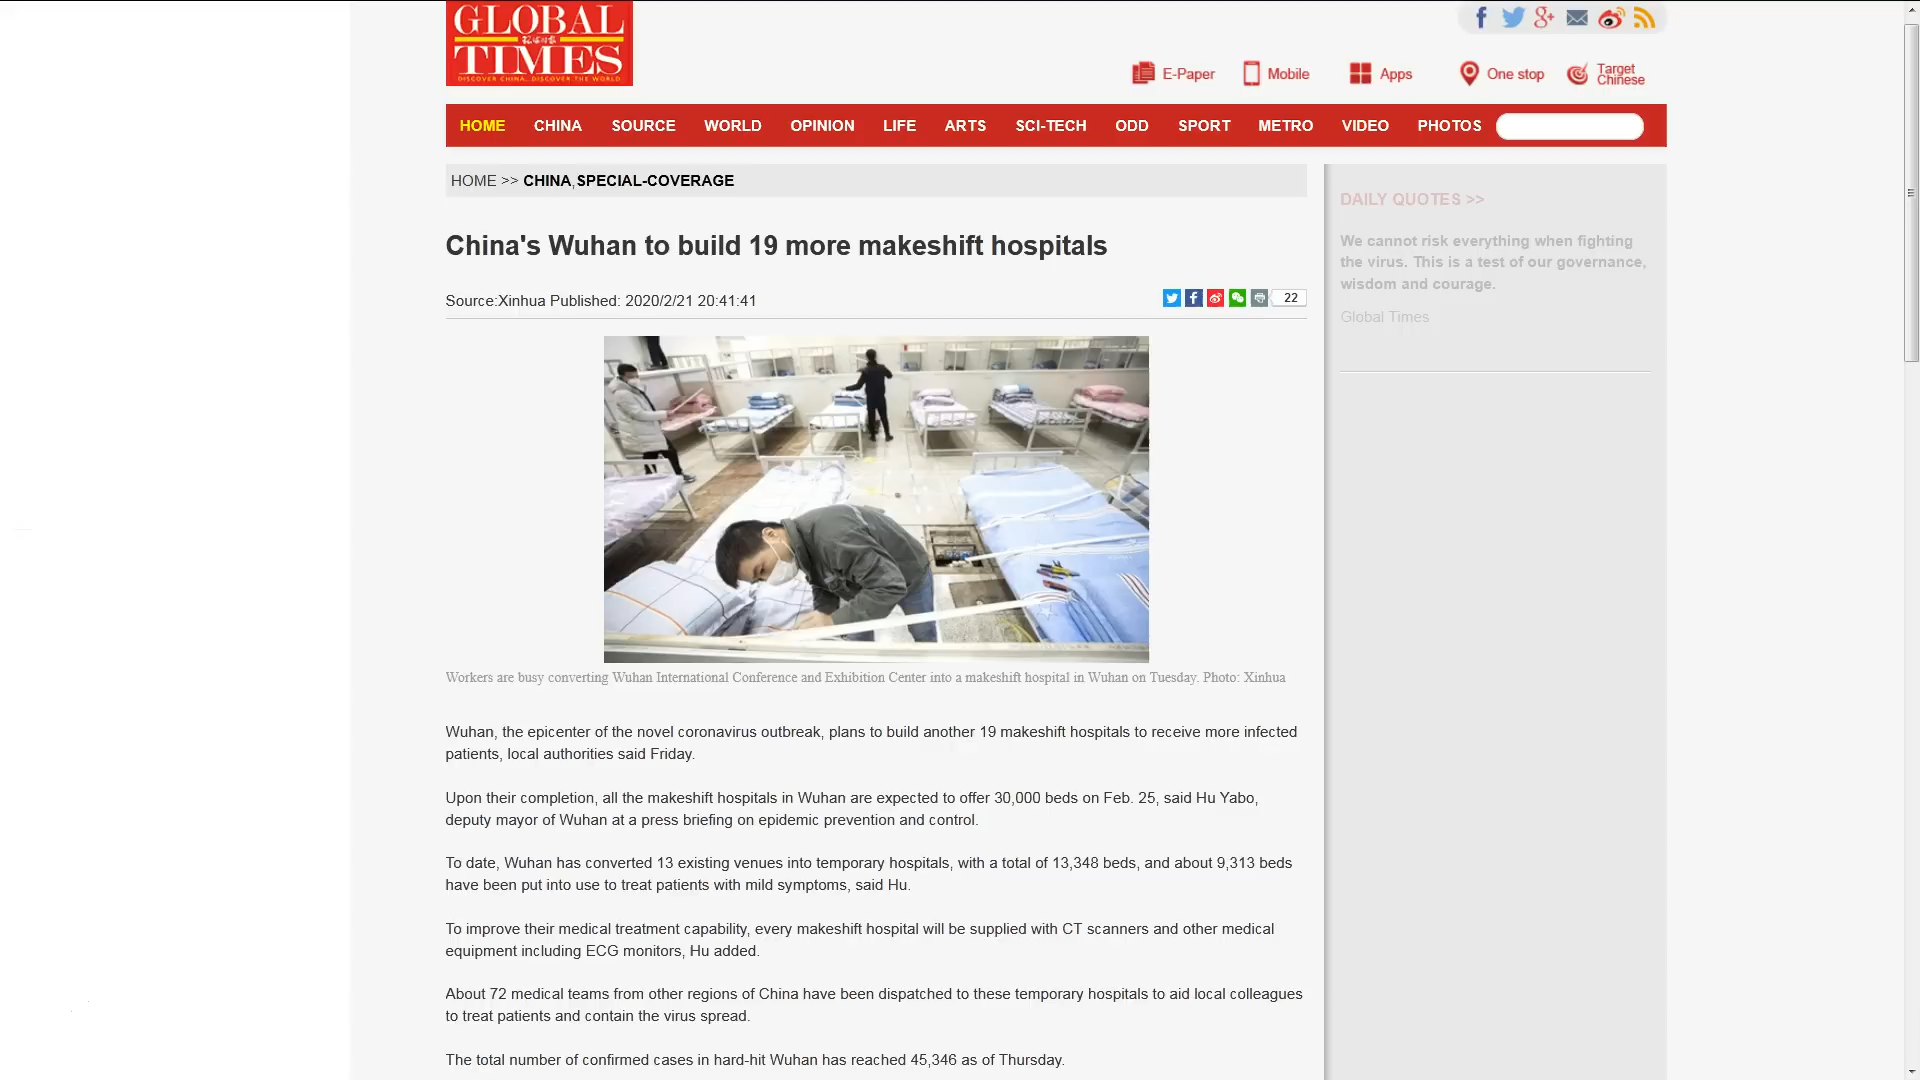 GLOBAL
环球时报
TIMES
DISCOVER CHINA, DISCOVER THE WORLD
E-Paper
Mobile
Apps
One stop
Target
Chinese
HOME CHINA SOURCE WORLD OPINION LIFE ARTS SCI-TECH ODD SPORT METRO VIDEO PHOTOS
HOME >> CHINA,SPECIAL-COVERAGE
China's Wuhan to build 19 more makeshift hospitals
Source:Xinhua Published: 2020/2/21 20:41:41
22
Workers are busy converting Wuhan International Conference and Exhibition Center into a makeshift hospital in Wuhan on Tuesday. Photo: Xinhua
Wuhan, the epicenter of the novel coronavirus outbreak, plans to build another 19 makeshift hospitals to receive more infected
patients, local authorities said Friday.
Upon their completion, all the makeshift hospitals in Wuhan are expected to offer 30,000 beds on Feb. 25, said Hu Yabo,
deputy mayor of Wuhan at a press briefing on epidemic prevention and control.
To date, Wuhan has converted 13 existing venues into temporary hospitals, with a total of 13,348 beds, and about 9,313 beds
have been put into use to treat patients with mild symptoms, said Hu.
To improve their medical treatment capability, every makeshift hospital will be supplied with CT scanners and other medical
equipment including ECG monitors, Hu added.
About 72 medical teams from other regions of China have been dispatched to these temporary hospitals to aid local colleagues
to treat patients and contain the virus spread.
The total number of confirmed cases in hard-hit Wuhan has reached 45,346 as of Thursday.
DAILY QUOTES >>
We cannot risk everything when fighting
the virus. This is a test of our governance,
wisdom and courage.
Global Times